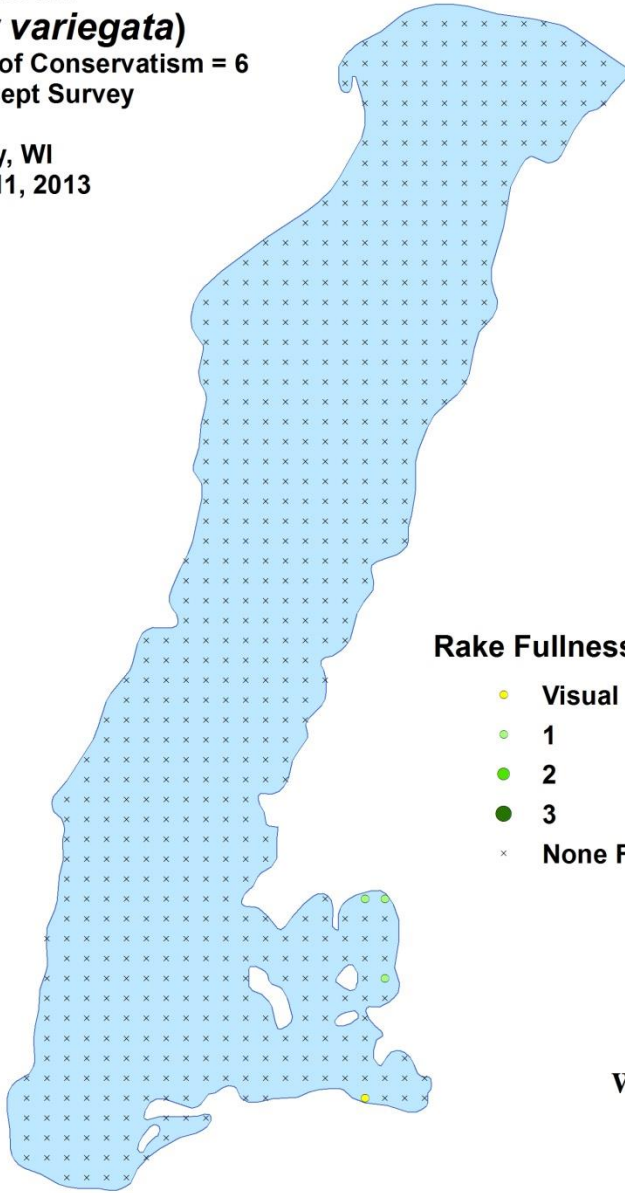 variegata)
of Conservatism = 6
ept Survey
, WI
11, 2013
Rake Fullness
Visual
1
2
3
None F